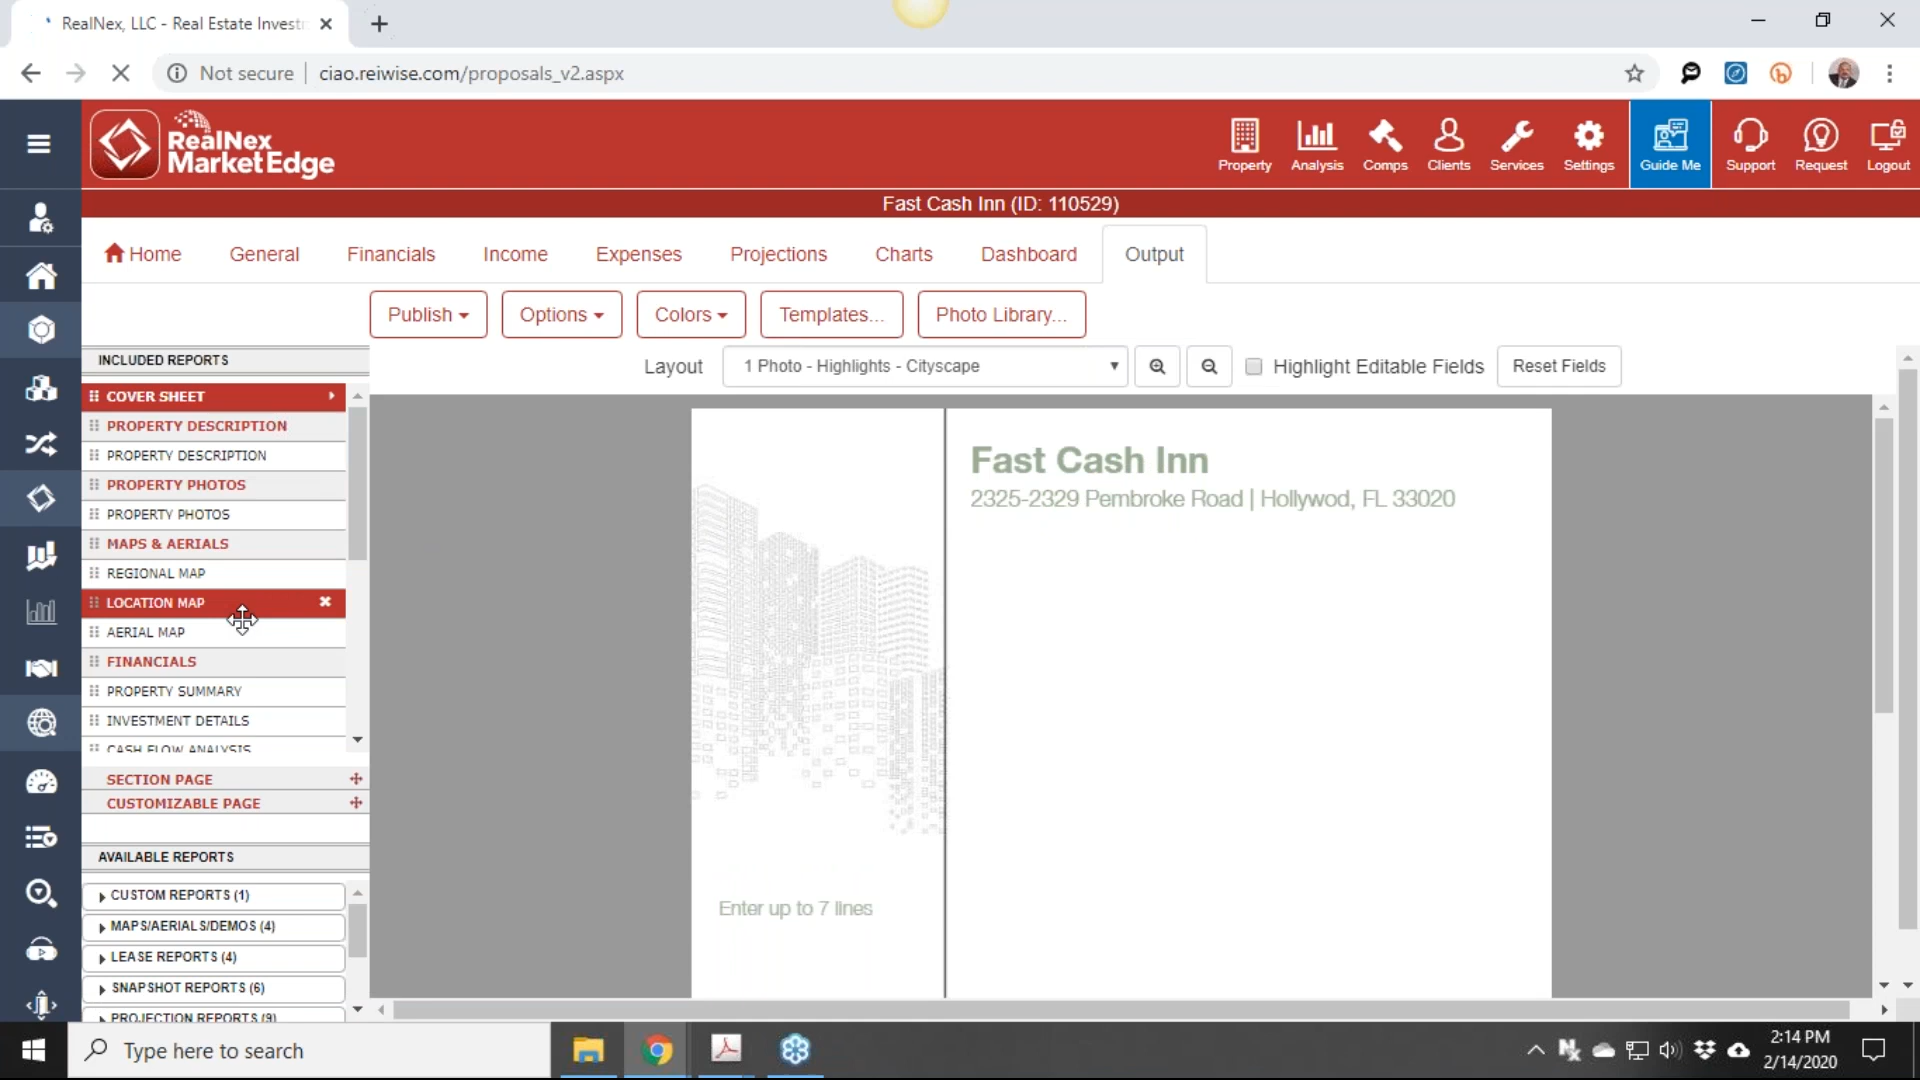 RealNex, LLC - Real Estate Invest
Not secure
ciao.reiwise.com/proposals_v2.aspx
RealNex
MarketEdge
Property
Analysis
Comps
Clients
Services
Settings
Guide Me
Support
Request
Logout
Fast Cash Inn (ID: 110529)
Home
General
Financials
Income
Expenses
Projections
Charts
Dashboard
Output
Publish
Options
Colors
Templates...
Photo Library...
Layout
1 Photo - Highlights - Cityscape
Highlight Editable Fields
Reset Fields
INCLUDED REPORTS
COVER SHEET
PROPERTY DESCRIPTION
PROPERTY DESCRIPTION
PROPERTY PHOTOS
PROPERTY PHOTOS
MAPS & AERIALS
REGIONAL MAP
LOCATION MAP
AERIAL MAP
FINANCIALS
PROPERTY SUMMARY
INVESTMENT DETAILS
CASH FLOW ANALYSIS
SECTION PAGE
CUSTOMIZABLE PAGE
AVAILABLE REPORTS
CUSTOM REPORTS (1)
MAPS/AERIALS/DEMOS (4)
LEASE REPORTS (4)
SNAPSHOT REPORTS (6)
PROJECTION REPORTS (9)
Fast Cash Inn
2325-2329 Pembroke Road | Hollywod, FL 33020
Enter up to 7 lines
Type here to search
2:14 PM
2/14/2020